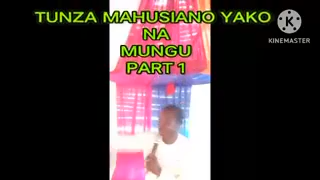 TUNZA MAHUSIANO YAKO
NA
MUNGU
PART 1
KINEMASTER